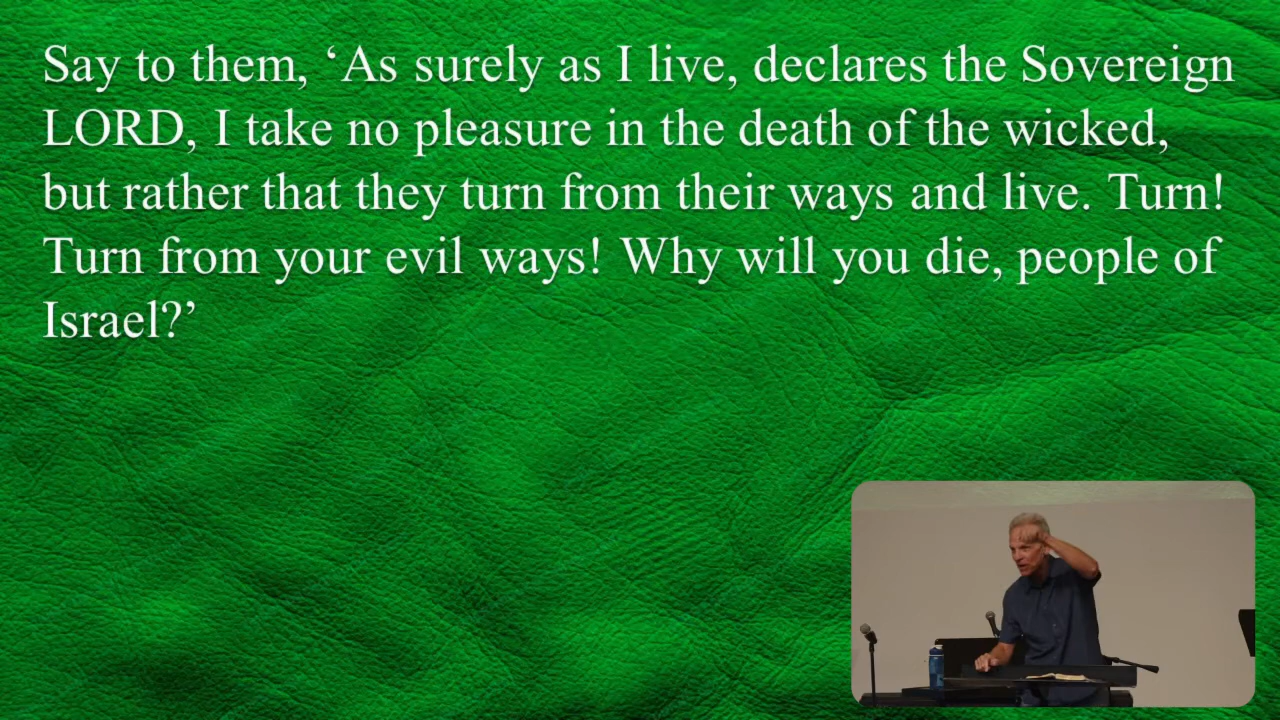 Say to them, ‘As surely as I live, declares the Sovereign
LORD, I take no pleasure in the death of the wicked,
but rather that they turn from their ways and live. Turn!
Turn from your evil ways! Why will you die, people of
Israel?’